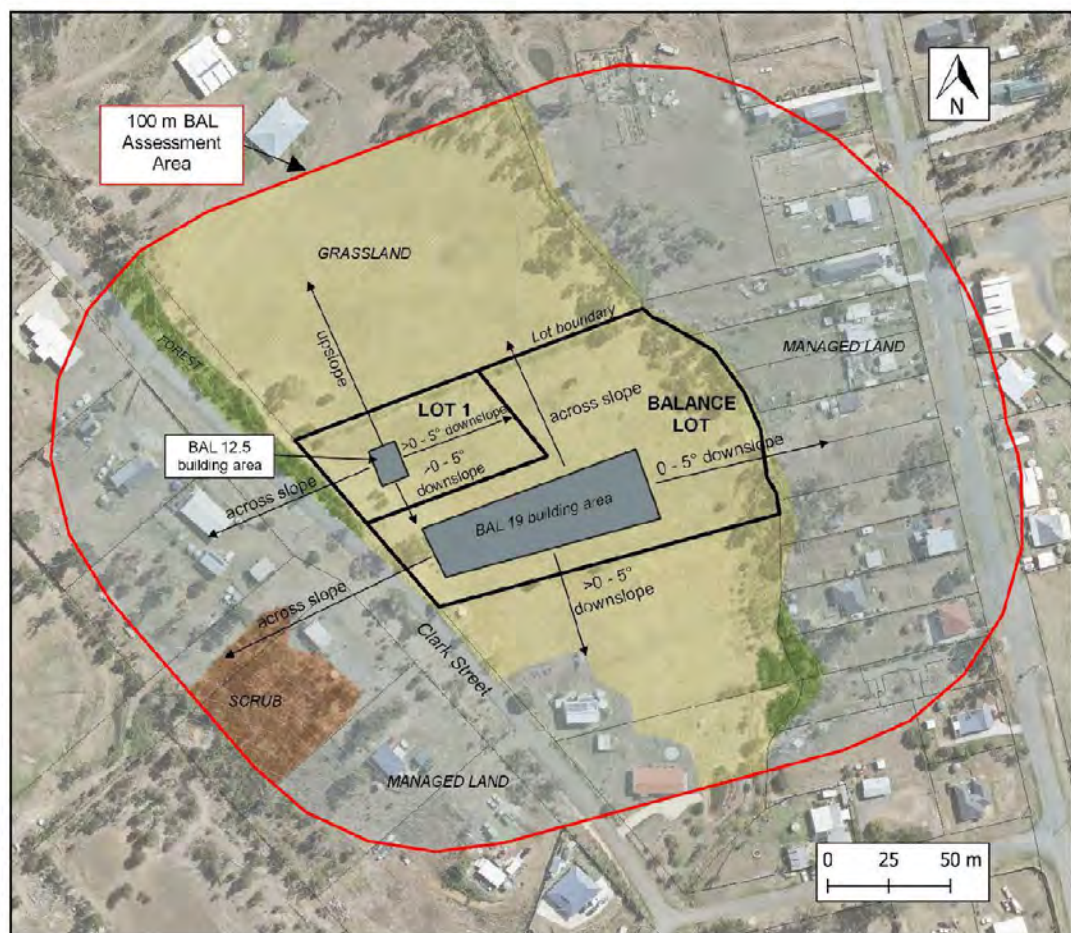 100 m BAL
Assessment
Area
N
GRASSLAND
FOREST
upslope
Lot boundary
MANAGED LAND
LOT 1
>0 - 5° downslope
across slope
BALANCE
LOT
BAL 12.5
building area
>0 - 5°
downslope
0 - 5° downslope
across slope
BAL 19 building area
across slope
>0 - 5°
downslope
Clark Street
SCRUB
MANAGED LAND
0 25 50 m